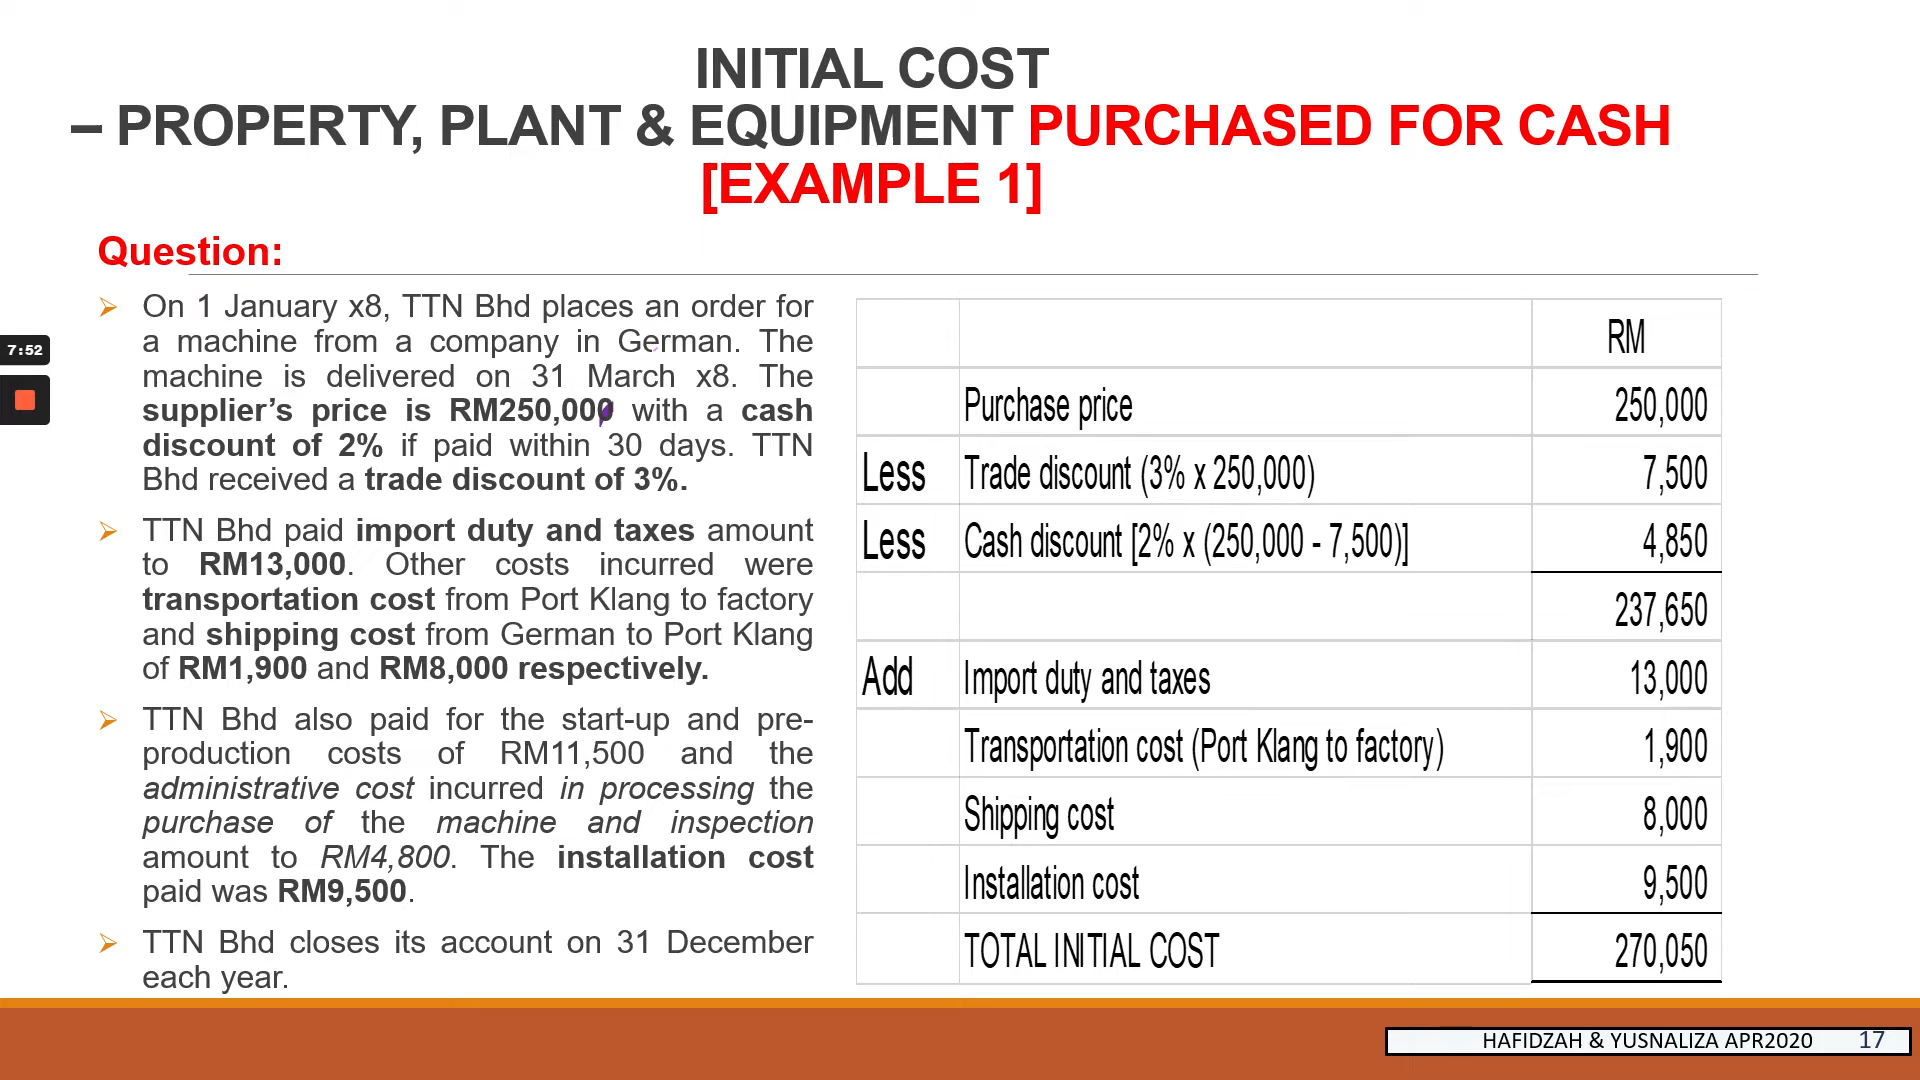 INITIAL COST
– PROPERTY, PLANT & EQUIPMENT PURCHASED FOR CASH
[EXAMPLE 1]
Question:
On 1 January x8, TTN Bhd places an order for
a machine from a company in German. The
machine is delivered on 31 March x8. The
supplier's price is RM250,000 with a cash
discount of 2% if paid within 30 days. TTN
Bhd received a trade discount of 3%.
TTN Bhd paid import duty and taxes amount
to RM13,000. Other costs incurred were
transportation cost from Port Klang to factory
and shipping cost from German to Port Klang
of RM1,900 and RM8,000 respectively.
TTN Bhd also paid for the start-up and pre-
production costs of RM11,500 and the
administrative cost incurred in processing the
purchase of the machine and inspection
amount to RM4,800. The installation cost
paid was RM9,500.
TTN Bhd closes its account on 31 December
each year.
7:52
RM
Purchase price 250,000
Less Trade discount (3% x 250,000) 7,500
Less Cash discount [2% x (250,000 - 7,500)] 4,850
237,650
Add Import duty and taxes 13,000
Transportation cost (Port Klang to factory) 1,900
Shipping cost 8,000
Installation cost 9,500
TOTAL INITIAL COST 270,050
HAFIDZAH & YUSNALIZA APR2020 17